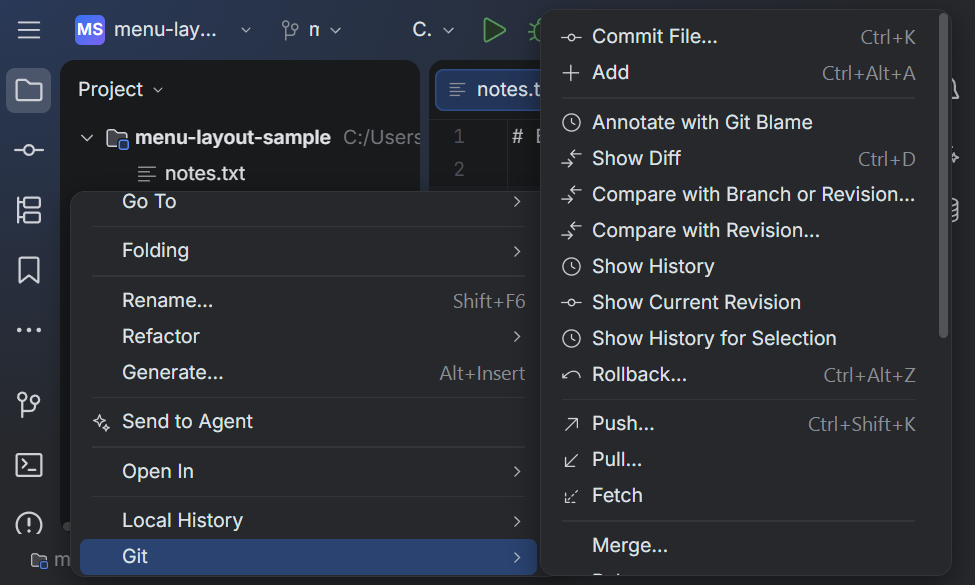 MS menu-lay... m C.
Project
menu-layout-sample C:/Users
notes.txt
notes.t
1 #
2
Go To
Folding
Rename... Shift+F6
Refactor
Generate... Alt+Insert
Send to Agent
Open In
Local History
Git
m
Commit File... Ctrl+K
Add Ctrl+Alt+A
Annotate with Git Blame
Show Diff Ctrl+D
Compare with Branch or Revision...
Compare with Revision...
Show History
Show Current Revision
Show History for Selection
Rollback... Ctrl+Alt+Z
Push... Ctrl+Shift+K
Pull...
Fetch
Merge...